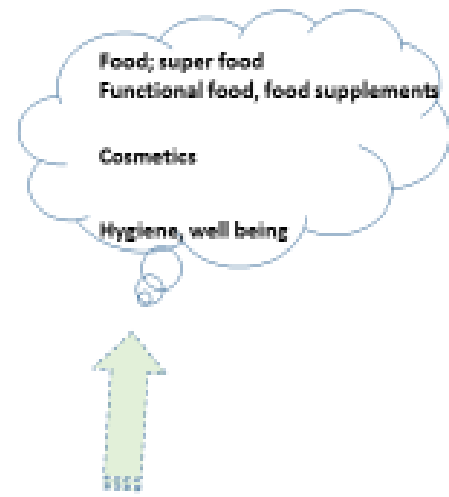 Food; super food
Functional food, food supplements
Cosmetics
Hygiene, well being